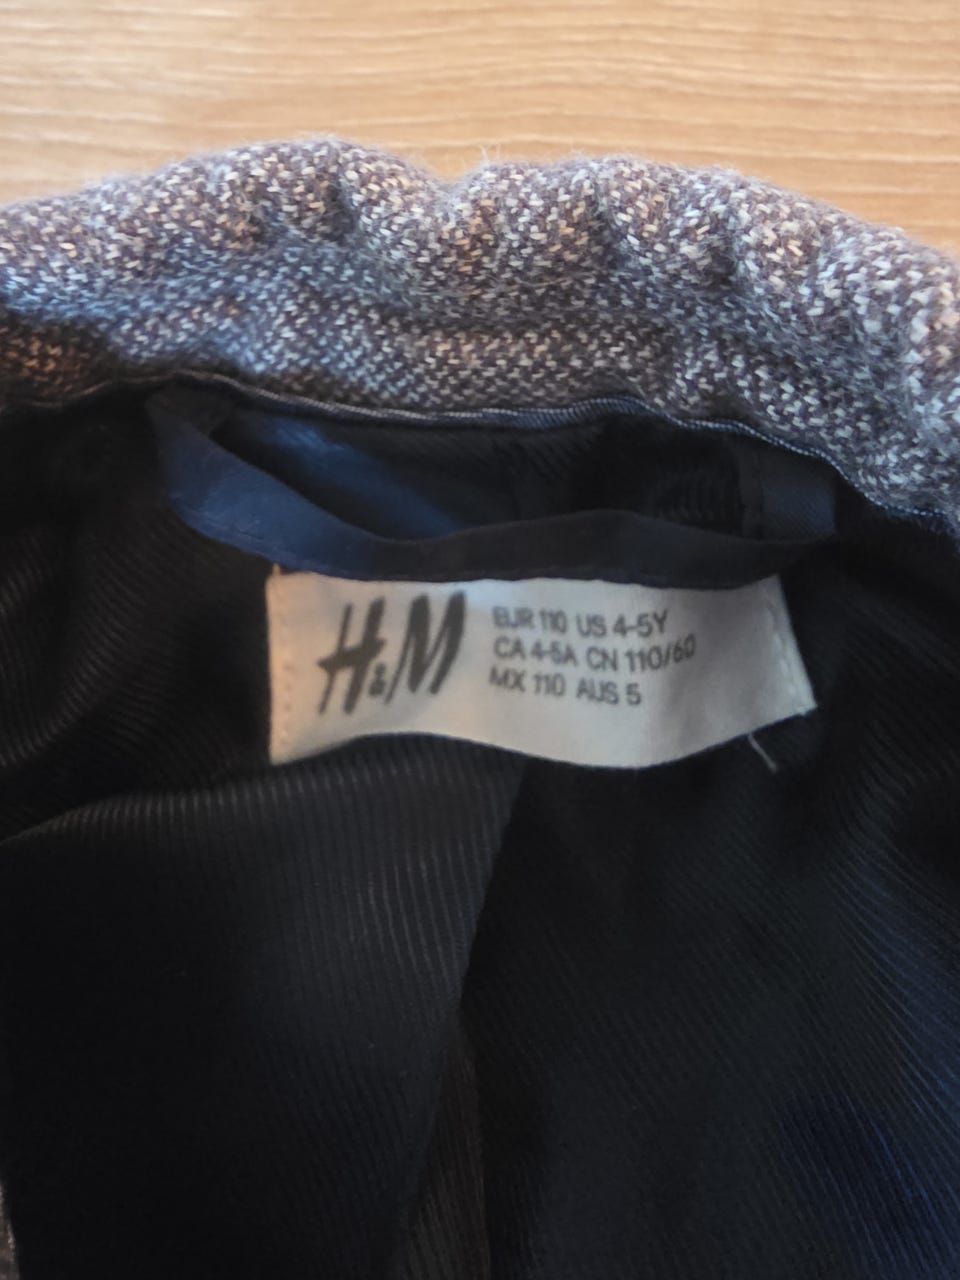 H&M
EUR 110 US 4-5Y
CA 4-5A CN 110/60
MX 110 AUS 5